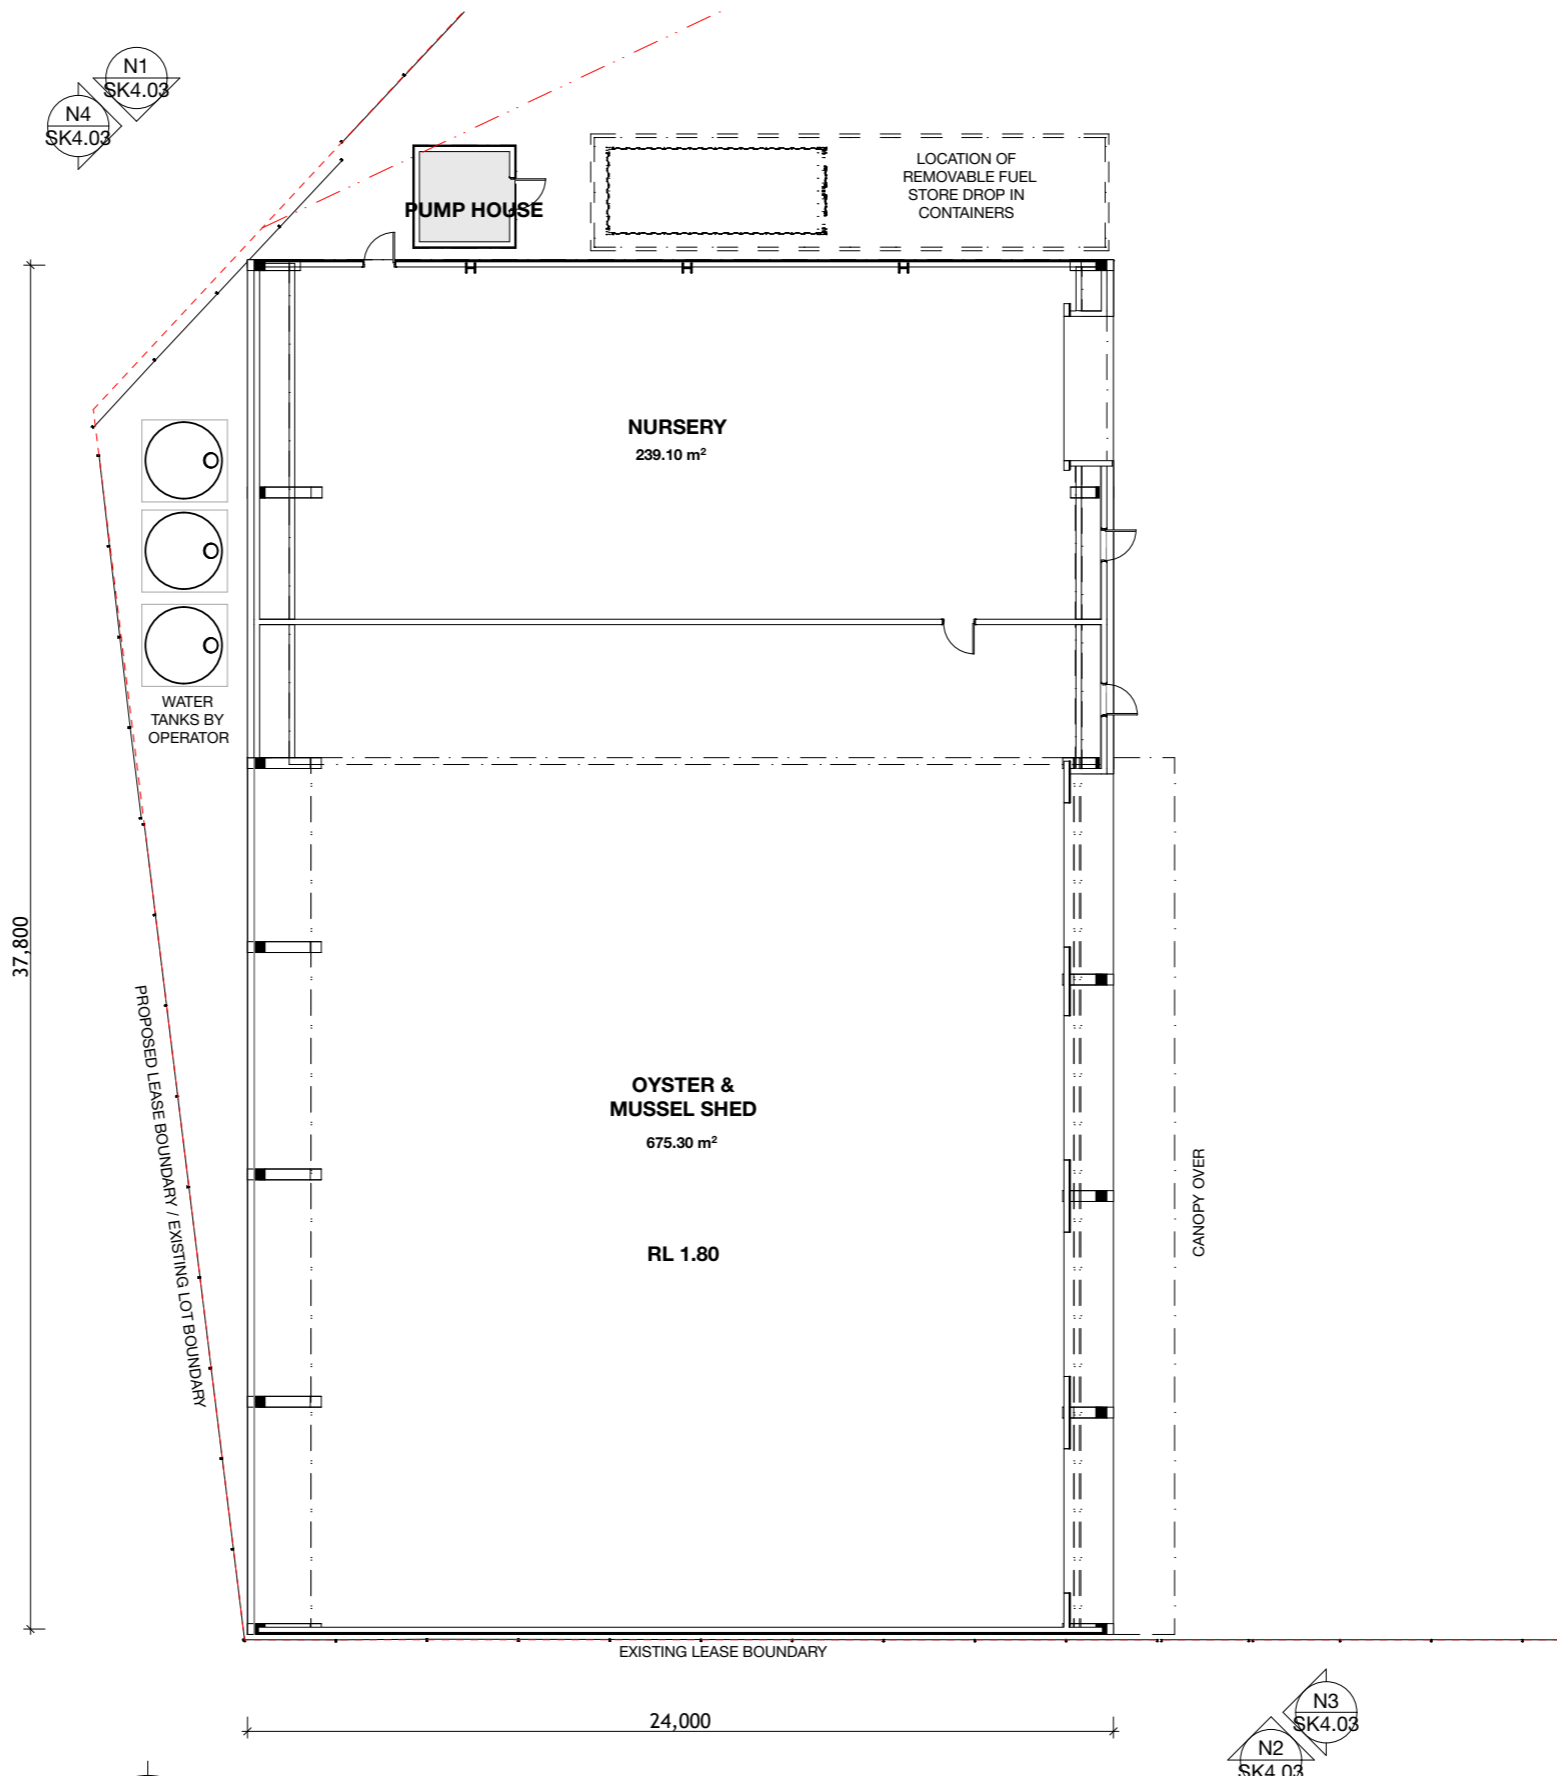 N1
SK4.03
N4
SK4.03
LOCATION OF
REMOVABLE FUEL
STORE DROP IN
CONTAINERS
PUMP HOUSE
NURSERY
239.10 m²
WATER
TANKS BY
OPERATOR
37,800
PROPOSED LEASE BOUNDARY / EXISTING LOT BOUNDARY
OYSTER &
MUSSEL SHED
675.30 m²
CANOPY OVER
RL 1.80
EXISTING LEASE BOUNDARY
24,000
N3
SK4.03
N2
SK4.03